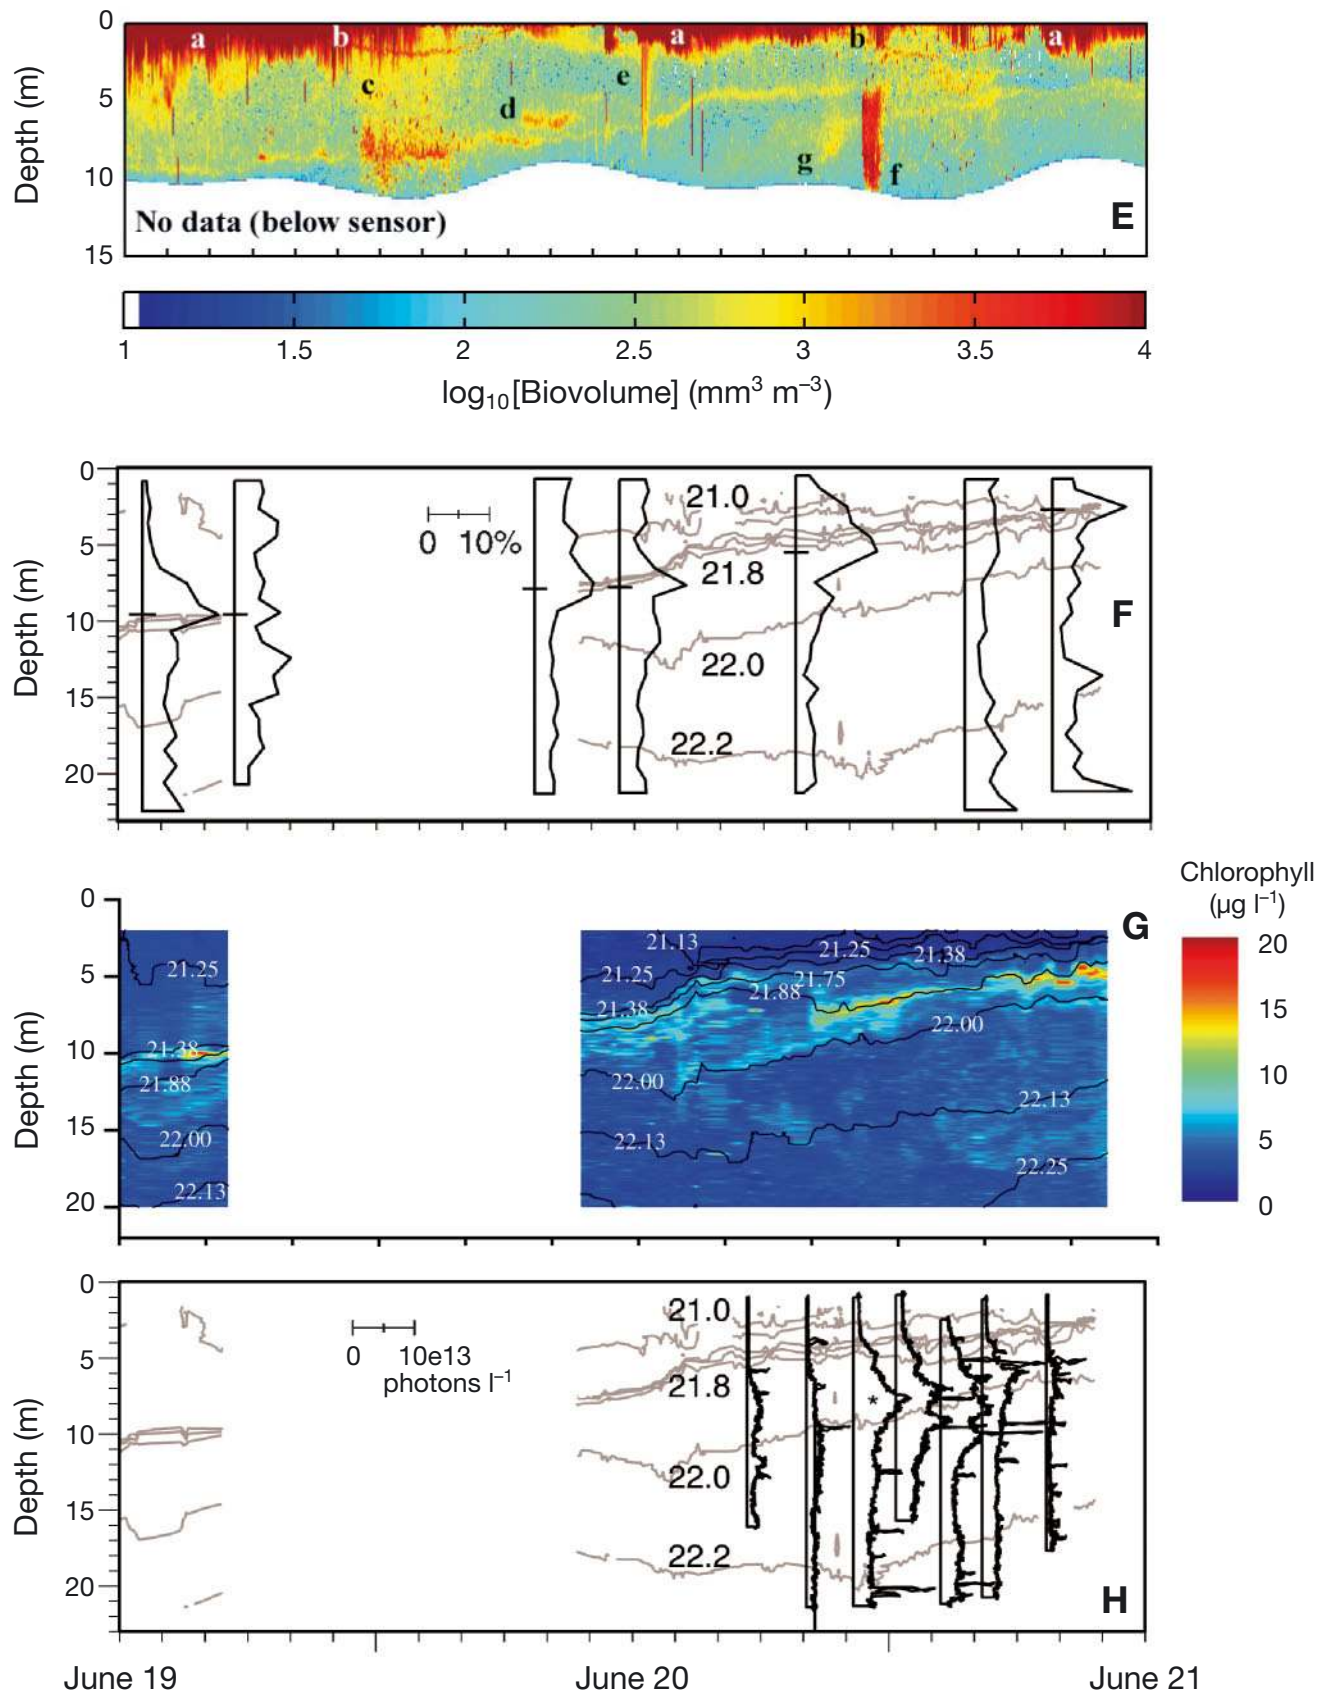 0
5
10
15
Depth (m)
a b a b a
c
d
e
g
f
No data (below sensor)
E
1 1.5 2 2.5 3 3.5 4
log10[Biovolume] (mm³ m⁻³)
0
5
10
15
20
Depth (m)
0 10%
21.0
21.8
22.0
22.2
F
0
5
10
15
20
Depth (m)
21.25
21.38
21.88
22.00
22.13
21.13
21.25
21.38
21.25
21.38
21.75
21.88
22.00
22.00
22.13
22.13
22.25
G
Chlorophyll
(µg l⁻¹)
20
15
10
5
0
0
5
10
15
20
Depth (m)
0 10e13
photons l⁻¹
21.0
21.8
22.0
22.2
*
H
June 19 June 20 June 21